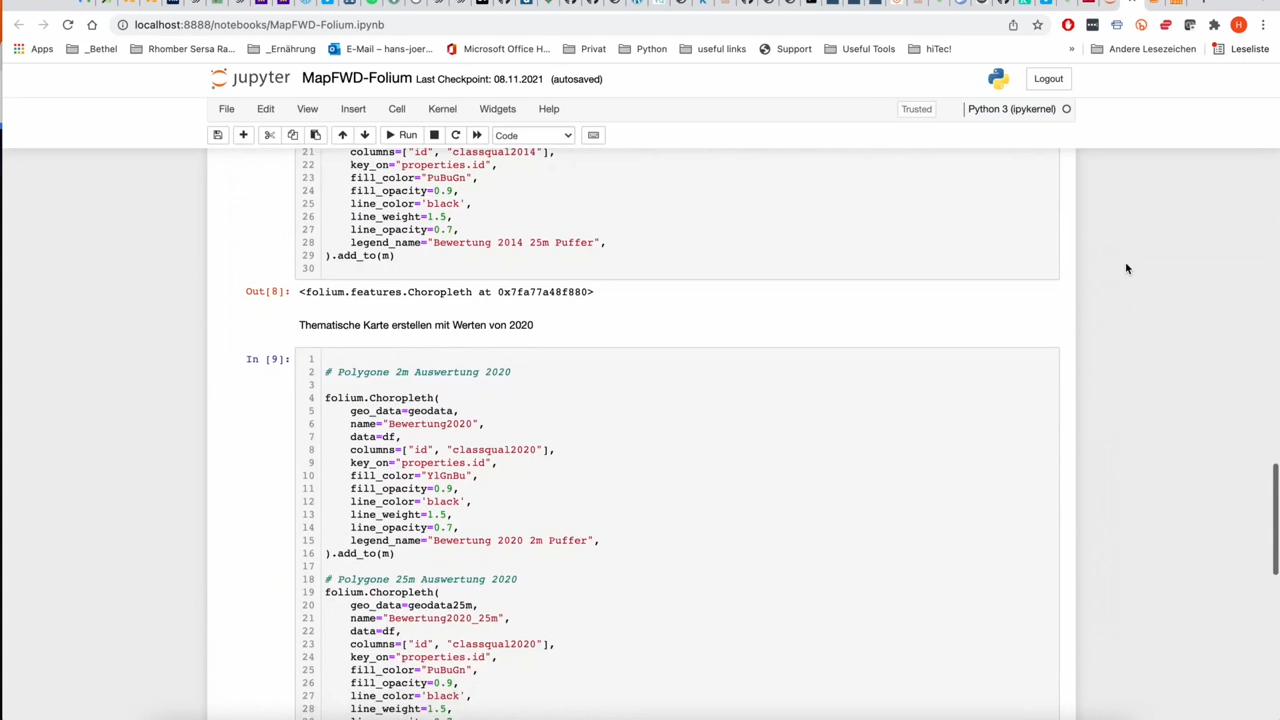 localhost:8888/notebooks/MapFWD-Folium.ipynb
H
Apps _Bethel Rhomber Sersa Ra... _Ernährung E-Mail – hans-joer... Microsoft Office H... Privat Python useful links Support Useful Tools hiTec! » Andere Lesezeichen Leseliste
jupyter MapFWD-Folium Last Checkpoint: 08.11.2021 (autosaved) Logout
File Edit View Insert Cell Kernel Widgets Help Trusted Python 3 (ipykernel)
Run Code
21 columns=["id", "classqual2014"],
22 key_on="properties.id",
23 fill_color="PuBuGn",
24 fill_opacity=0.9,
25 line_color='black',
26 line_weight=1.5,
27 line_opacity=0.7,
28 legend_name="Bewertung 2014 25m Puffer",
29 ).add_to(m)
30
Out[8]: <folium.features.Choropleth at 0x7fa77a48f880>
Thematische Karte erstellen mit Werten von 2020
In [9]: 1
2 # Polygone 2m Auswertung 2020
3
4 folium.Choropleth(
5 geo_data=geodata,
6 name="Bewertung2020",
7 data=df,
8 columns=["id", "classqual2020"],
9 key_on="properties.id",
10 fill_color="YlGnBu",
11 fill_opacity=0.9,
12 line_color='black',
13 line_weight=1.5,
14 line_opacity=0.7,
15 legend_name="Bewertung 2020 2m Puffer",
16 ).add_to(m)
17
18 # Polygone 25m Auswertung 2020
19 folium.Choropleth(
20 geo_data=geodata25m,
21 name="Bewertung2020_25m",
22 data=df,
23 columns=["id", "classqual2020"],
24 key_on="properties.id",
25 fill_color="PuBuGn",
26 fill_opacity=0.9,
27 line_color='black',
28 line_weight=1.5,